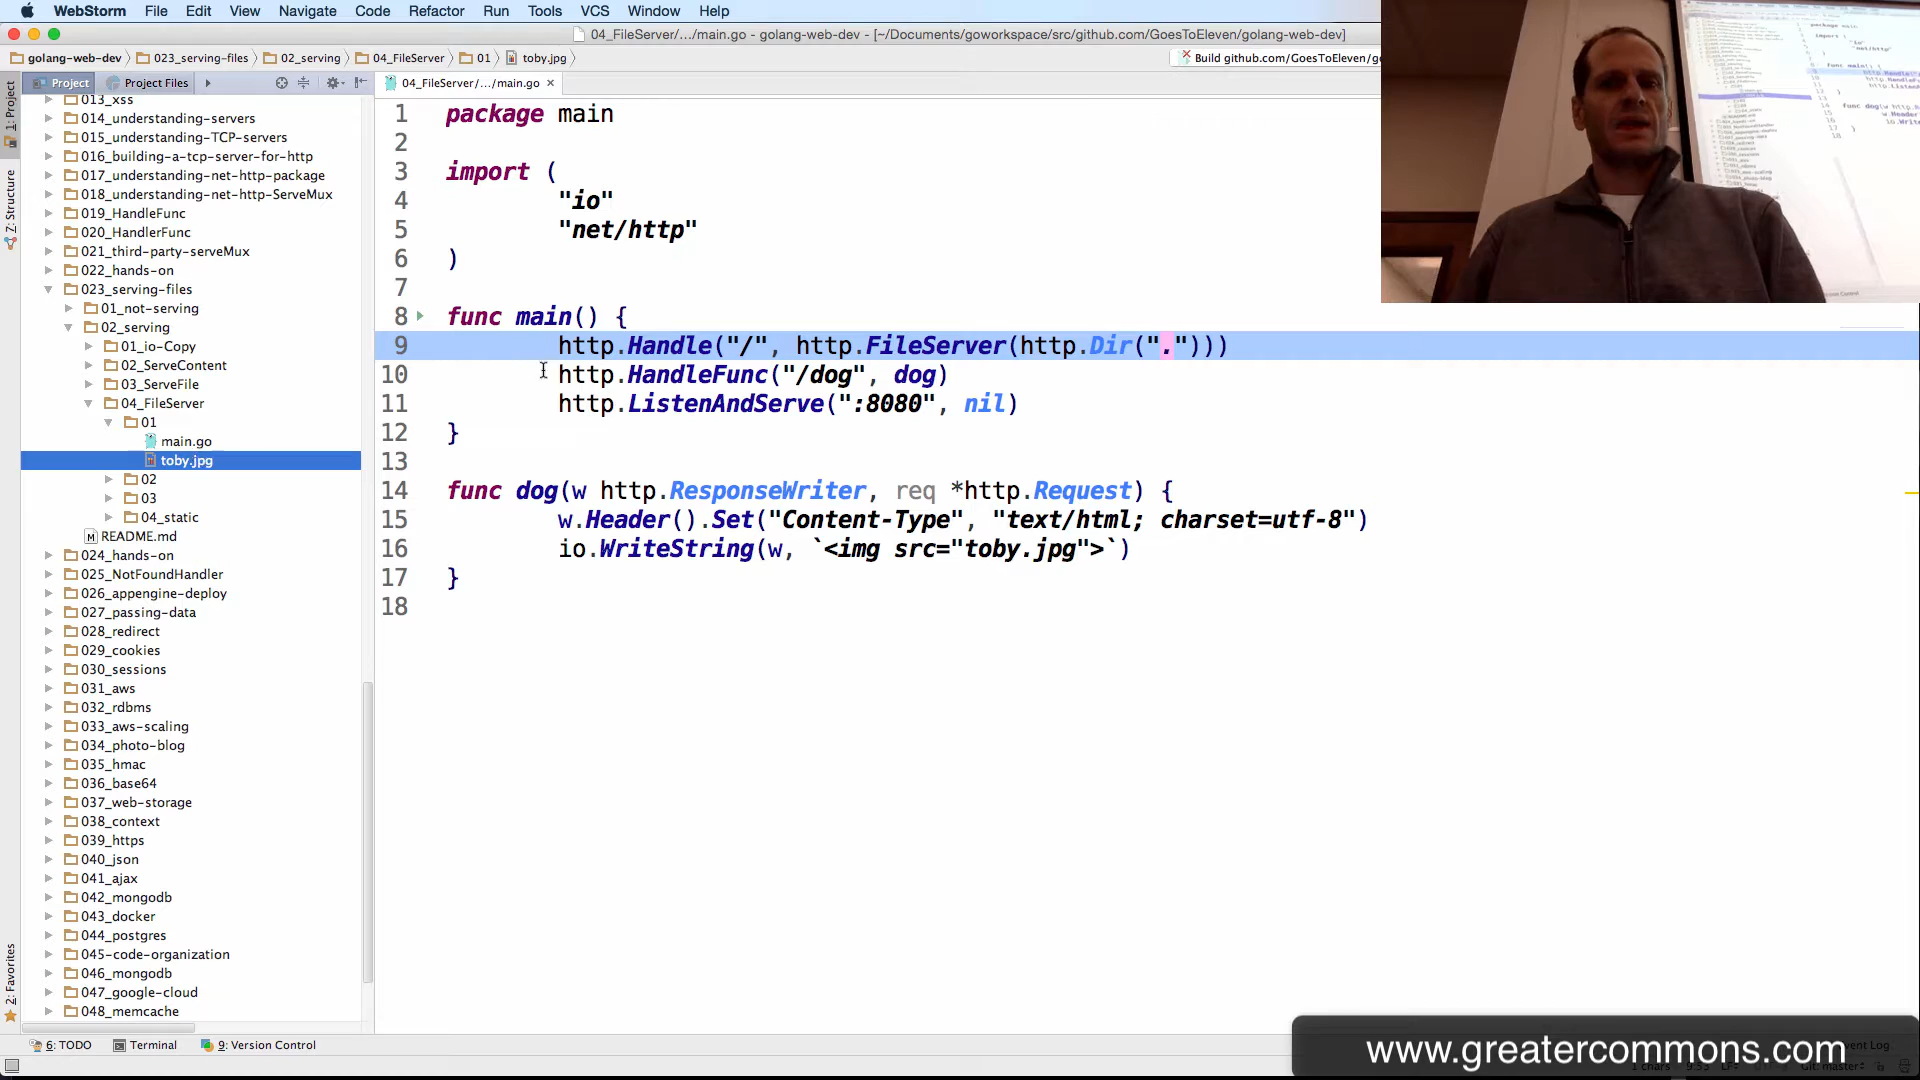 WebStorm File Edit View Navigate Code Refactor Run Tools VCS Window Help
04_FileServer/.../main.go - golang-web-dev - [~/Documents/goworkspace/src/github.com/GoesToEleven/golang-web-dev]
golang-web-dev 023_serving-files 02_serving 04_FileServer 01 toby.jpg
Build github.com/GoesToEleven/go
Project Project Files
04_FileServer/.../main.go
1: Project
Z: Structure
2: Favorites
013_xss
014_understanding-servers
015_understanding-TCP-servers
016_building-a-tcp-server-for-http
017_understanding-net-http-package
018_understanding-net-http-ServeMux
019_HandleFunc
020_HandlerFunc
021_third-party-serveMux
022_hands-on
023_serving-files
01_not-serving
02_serving
01_io-Copy
02_ServeContent
03_ServeFile
04_FileServer
01
main.go
toby.jpg
02
03
04_static
README.md
024_hands-on
025_NotFoundHandler
026_appengine-deploy
027_passing-data
028_redirect
029_cookies
030_sessions
031_aws
032_rdbms
033_aws-scaling
034_photo-blog
035_hmac
036_base64
037_web-storage
038_context
039_https
040_json
041_ajax
042_mongodb
043_docker
044_postgres
045-code-organization
046_mongodb
047_google-cloud
048_memcache
1 package main
2
3 import (
4 "io"
5 "net/http"
6 )
7
8 func main() {
9 http.Handle("/", http.FileServer(http.Dir(".")))
10 http.HandleFunc("/dog", dog)
11 http.ListenAndServe(":8080", nil)
12 }
13
14 func dog(w http.ResponseWriter, req *http.Request) {
15 w.Header().Set("Content-Type", "text/html; charset=utf-8")
16 io.WriteString(w, `<img src="toby.jpg">`)
17 }
18
6: TODO Terminal 9: Version Control
www.greatercommons.com